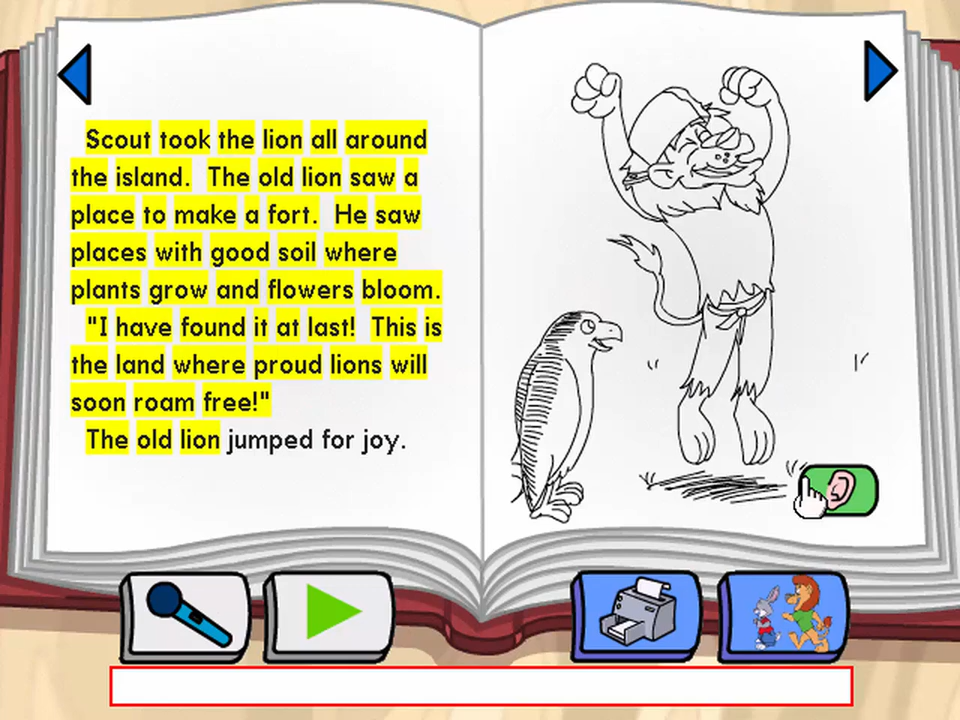 Scout took the lion all around
the island.  The old lion saw a
place to make a fort.  He saw
places with good soil where
plants grow and flowers bloom.
"I have found it at last!  This is
the land where proud lions will
soon roam free!"
The old lion jumped for joy.